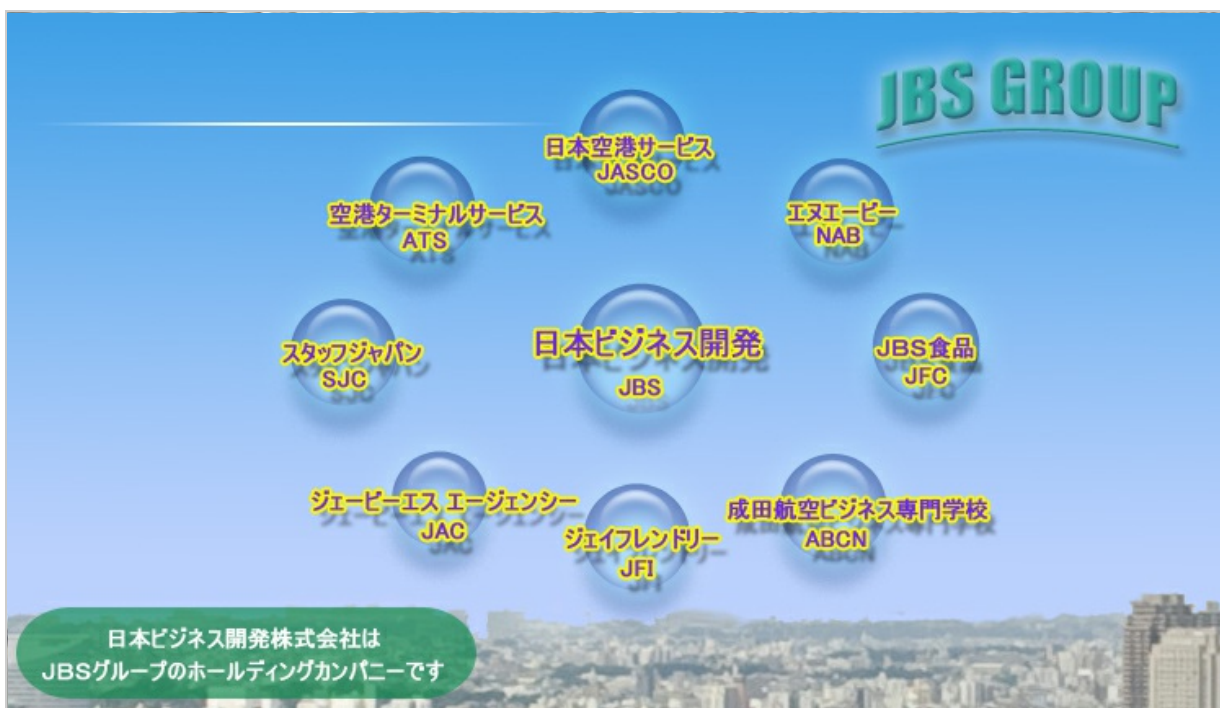 JBS GROUP
日本空港サービス
JASCO
空港ターミナルサービス
ATS
エヌエービー
NAB
スタッフジャパン
SJC
日本ビジネス開発
JBS
JBS食品
JFC
ジェービーエス エージェンシー
JAC
ジェイフレンドリー
JFI
成田航空ビジネス専門学校
ABCN
日本ビジネス開発株式会社は
JBSグループのホールディングカンパニーです